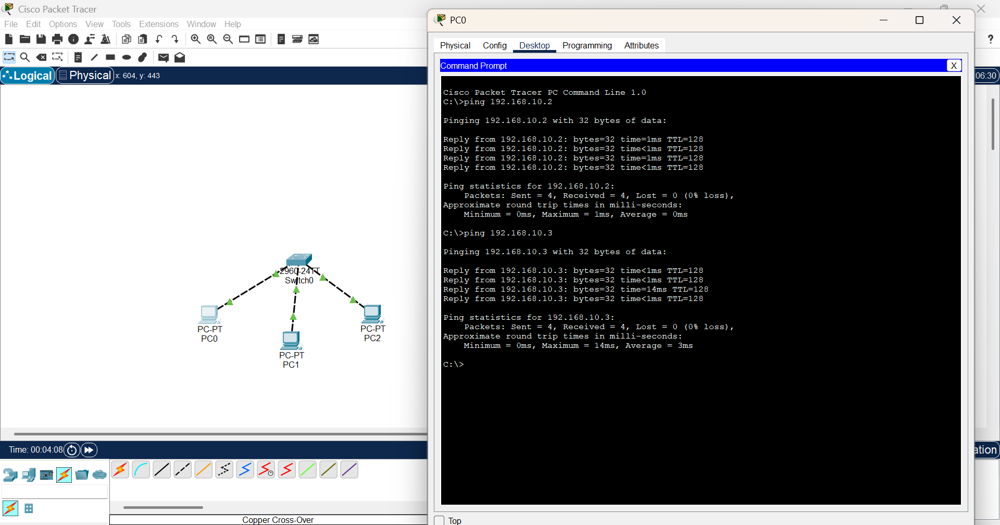 Cisco Packet Tracer
File Edit Options View Tools Extensions Window Help
?
Logical Physical x: 604, y: 443
06:30
2960-24TT
Switch0
PC-PT
PC0
PC-PT
PC1
PC-PT
PC2
Time: 00:04:08
ation
Copper Cross-Over
PC0
Physical Config Desktop Programming Attributes
Command Prompt
X
Cisco Packet Tracer PC Command Line 1.0
C:\>ping 192.168.10.2
Pinging 192.168.10.2 with 32 bytes of data:
Reply from 192.168.10.2: bytes=32 time=1ms TTL=128
Reply from 192.168.10.2: bytes=32 time<1ms TTL=128
Reply from 192.168.10.2: bytes=32 time=1ms TTL=128
Reply from 192.168.10.2: bytes=32 time<1ms TTL=128
Ping statistics for 192.168.10.2:
Packets: Sent = 4, Received = 4, Lost = 0 (0% loss),
Approximate round trip times in milli-seconds:
Minimum = 0ms, Maximum = 1ms, Average = 0ms
C:\>ping 192.168.10.3
Pinging 192.168.10.3 with 32 bytes of data:
Reply from 192.168.10.3: bytes=32 time<1ms TTL=128
Reply from 192.168.10.3: bytes=32 time<1ms TTL=128
Reply from 192.168.10.3: bytes=32 time=14ms TTL=128
Reply from 192.168.10.3: bytes=32 time<1ms TTL=128
Ping statistics for 192.168.10.3:
Packets: Sent = 4, Received = 4, Lost = 0 (0% loss),
Approximate round trip times in milli-seconds:
Minimum = 0ms, Maximum = 14ms, Average = 3ms
C:\>
Top